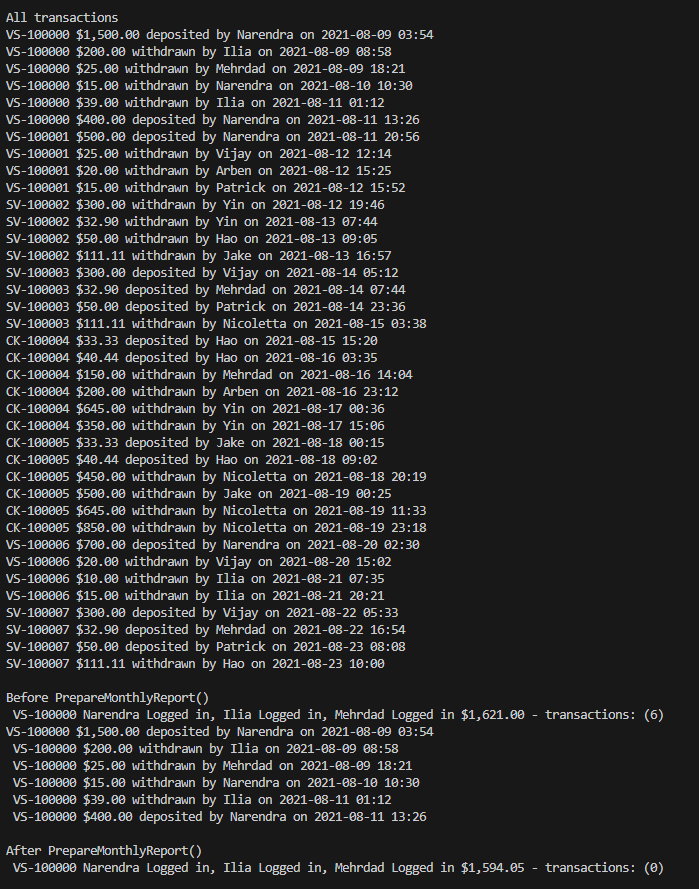 All transactions
VS-100000 $1,500.00 deposited by Narendra on 2021-08-09 03:54
VS-100000 $200.00 withdrawn by Ilia on 2021-08-09 08:58
VS-100000 $25.00 withdrawn by Mehrdad on 2021-08-09 18:21
VS-100000 $15.00 withdrawn by Narendra on 2021-08-10 10:30
VS-100000 $39.00 withdrawn by Ilia on 2021-08-11 01:12
VS-100000 $400.00 deposited by Narendra on 2021-08-11 13:26
VS-100001 $500.00 deposited by Narendra on 2021-08-11 20:56
VS-100001 $25.00 withdrawn by Vijay on 2021-08-12 12:14
VS-100001 $20.00 withdrawn by Arben on 2021-08-12 15:25
VS-100001 $15.00 withdrawn by Patrick on 2021-08-12 15:52
SV-100002 $300.00 withdrawn by Yin on 2021-08-12 19:46
SV-100002 $32.90 withdrawn by Yin on 2021-08-13 07:44
SV-100002 $50.00 withdrawn by Hao on 2021-08-13 09:05
SV-100002 $111.11 withdrawn by Jake on 2021-08-13 16:57
SV-100003 $300.00 deposited by Vijay on 2021-08-14 05:12
SV-100003 $32.90 deposited by Mehrdad on 2021-08-14 07:44
SV-100003 $50.00 deposited by Patrick on 2021-08-14 23:36
SV-100003 $111.11 withdrawn by Nicoletta on 2021-08-15 03:38
CK-100004 $33.33 deposited by Hao on 2021-08-15 15:20
CK-100004 $40.44 deposited by Hao on 2021-08-16 03:35
CK-100004 $150.00 withdrawn by Mehrdad on 2021-08-16 14:04
CK-100004 $200.00 withdrawn by Arben on 2021-08-16 23:12
CK-100004 $645.00 withdrawn by Yin on 2021-08-17 00:36
CK-100004 $350.00 withdrawn by Yin on 2021-08-17 15:06
CK-100005 $33.33 deposited by Jake on 2021-08-18 00:15
CK-100005 $40.44 deposited by Hao on 2021-08-18 09:02
CK-100005 $450.00 withdrawn by Nicoletta on 2021-08-18 20:19
CK-100005 $500.00 withdrawn by Jake on 2021-08-19 00:25
CK-100005 $645.00 withdrawn by Nicoletta on 2021-08-19 11:33
CK-100005 $850.00 withdrawn by Nicoletta on 2021-08-19 23:18
VS-100006 $700.00 deposited by Narendra on 2021-08-20 02:30
VS-100006 $20.00 withdrawn by Vijay on 2021-08-20 15:02
VS-100006 $10.00 withdrawn by Ilia on 2021-08-21 07:35
VS-100006 $15.00 withdrawn by Ilia on 2021-08-21 20:21
SV-100007 $300.00 deposited by Vijay on 2021-08-22 05:33
SV-100007 $32.90 deposited by Mehrdad on 2021-08-22 16:54
SV-100007 $50.00 deposited by Patrick on 2021-08-23 08:08
SV-100007 $111.11 withdrawn by Hao on 2021-08-23 10:00
Before PrepareMonthlyReport()
VS-100000 Narendra Logged in, Ilia Logged in, Mehrdad Logged in $1,621.00 - transactions: (6)
VS-100000 $1,500.00 deposited by Narendra on 2021-08-09 03:54
VS-100000 $200.00 withdrawn by Ilia on 2021-08-09 08:58
VS-100000 $25.00 withdrawn by Mehrdad on 2021-08-09 18:21
VS-100000 $15.00 withdrawn by Narendra on 2021-08-10 10:30
VS-100000 $39.00 withdrawn by Ilia on 2021-08-11 01:12
VS-100000 $400.00 deposited by Narendra on 2021-08-11 13:26
After PrepareMonthlyReport()
VS-100000 Narendra Logged in, Ilia Logged in, Mehrdad Logged in $1,594.05 - transactions: (0)